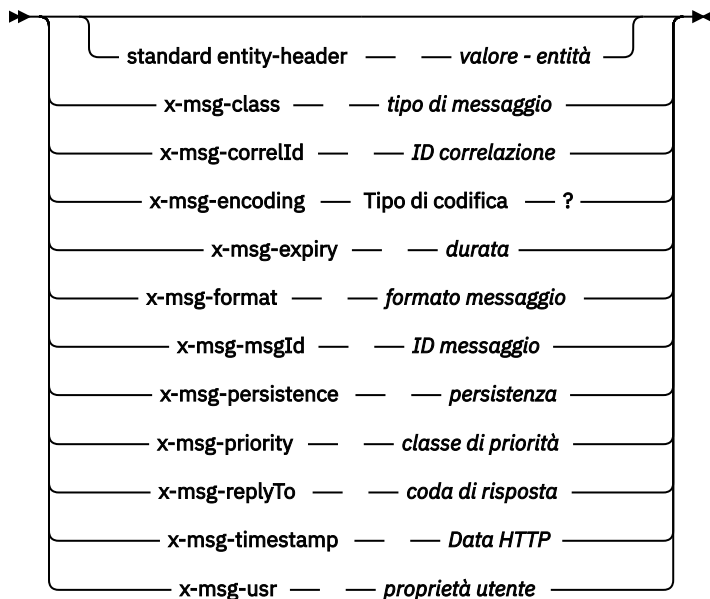 standard entity-header valore - entità
x-msg-class tipo di messaggio
x-msg-correlId ID correlazione
x-msg-encoding Tipo di codifica ?
x-msg-expiry durata
x-msg-format formato messaggio
x-msg-msgId ID messaggio
x-msg-persistence persistenza
x-msg-priority classe di priorità
x-msg-replyTo coda di risposta
x-msg-timestamp Data HTTP
x-msg-usr proprietà utente